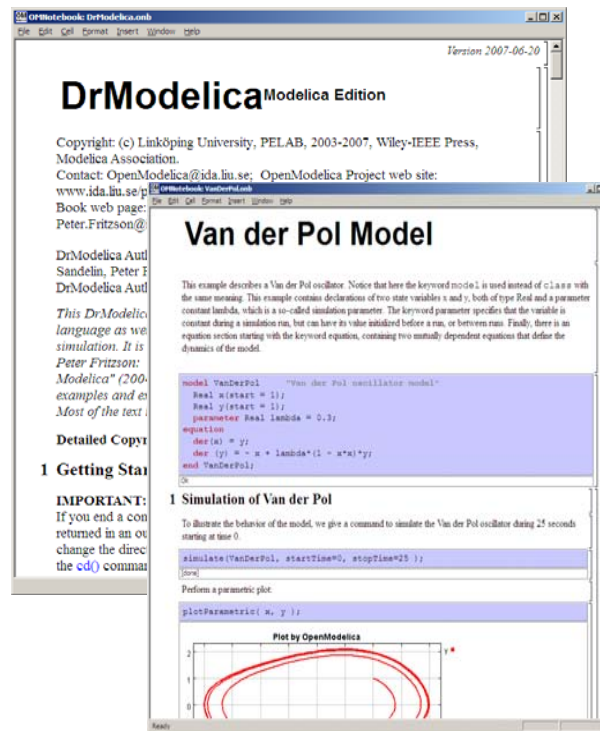 OMNotebook: DrModelica.onb
File Edit Cell Format Insert Window Help
Version 2007-06-20
DrModelica Modelica Edition
Copyright: (c) Linköping University, PELAB, 2003-2007, Wiley-IEEE Press,
Modelica Association.
Contact: OpenModelica@ida.liu.se; OpenModelica Project web site:
www.ida.liu.se/p
Book web page:
Peter.Fritzson@
DrModelica Auth
Sandelin, Peter F
DrModelica Auth
This DrModelic
language as we
simulation. It is
Peter Fritzson:
Modelica" (200
examples and e
Most of the text
Detailed Copyr
1 Getting Star
IMPORTANT:
If you end a con
returned in an ou
change the direc
the cd() comma
OMNotebook: VanDerPol.onb
File Edit Cell Format Insert Window Help
Van der Pol Model
This example describes a Van der Pol oscillator. Notice that here the keyword model is used instead of class with
the same meaning. This example contains declarations of two state variables x and y, both of type Real and a parameter
constant lambda, which is a so-called simulation parameter. The keyword parameter specifies that the variable is
constant during a simulation run, but can have its value initialized before a run, or between runs. Finally, there is an
equation section starting with the keyword equation, containing two mutually dependent equations that define the
dynamics of the model.
model VanDerPol "Van der Pol oscillator model"
Real x(start = 1);
Real y(start = 1);
parameter Real lambda = 0.3;
equation
der(x) = y;
der (y) = - x + lambda*(1 - x*x)*y;
end VanDerPol;
Ok
1 Simulation of Van der Pol
To illustrate the behavior of the model, we give a command to simulate the Van der Pol oscillator during 25 seconds
starting at time 0.
simulate(VanDerPol, startTime=0, stopTime=25 );
[done]
Perform a parametric plot:
plotParametric( x, y );
Plot by OpenModelica
2
y
1
0
Ready